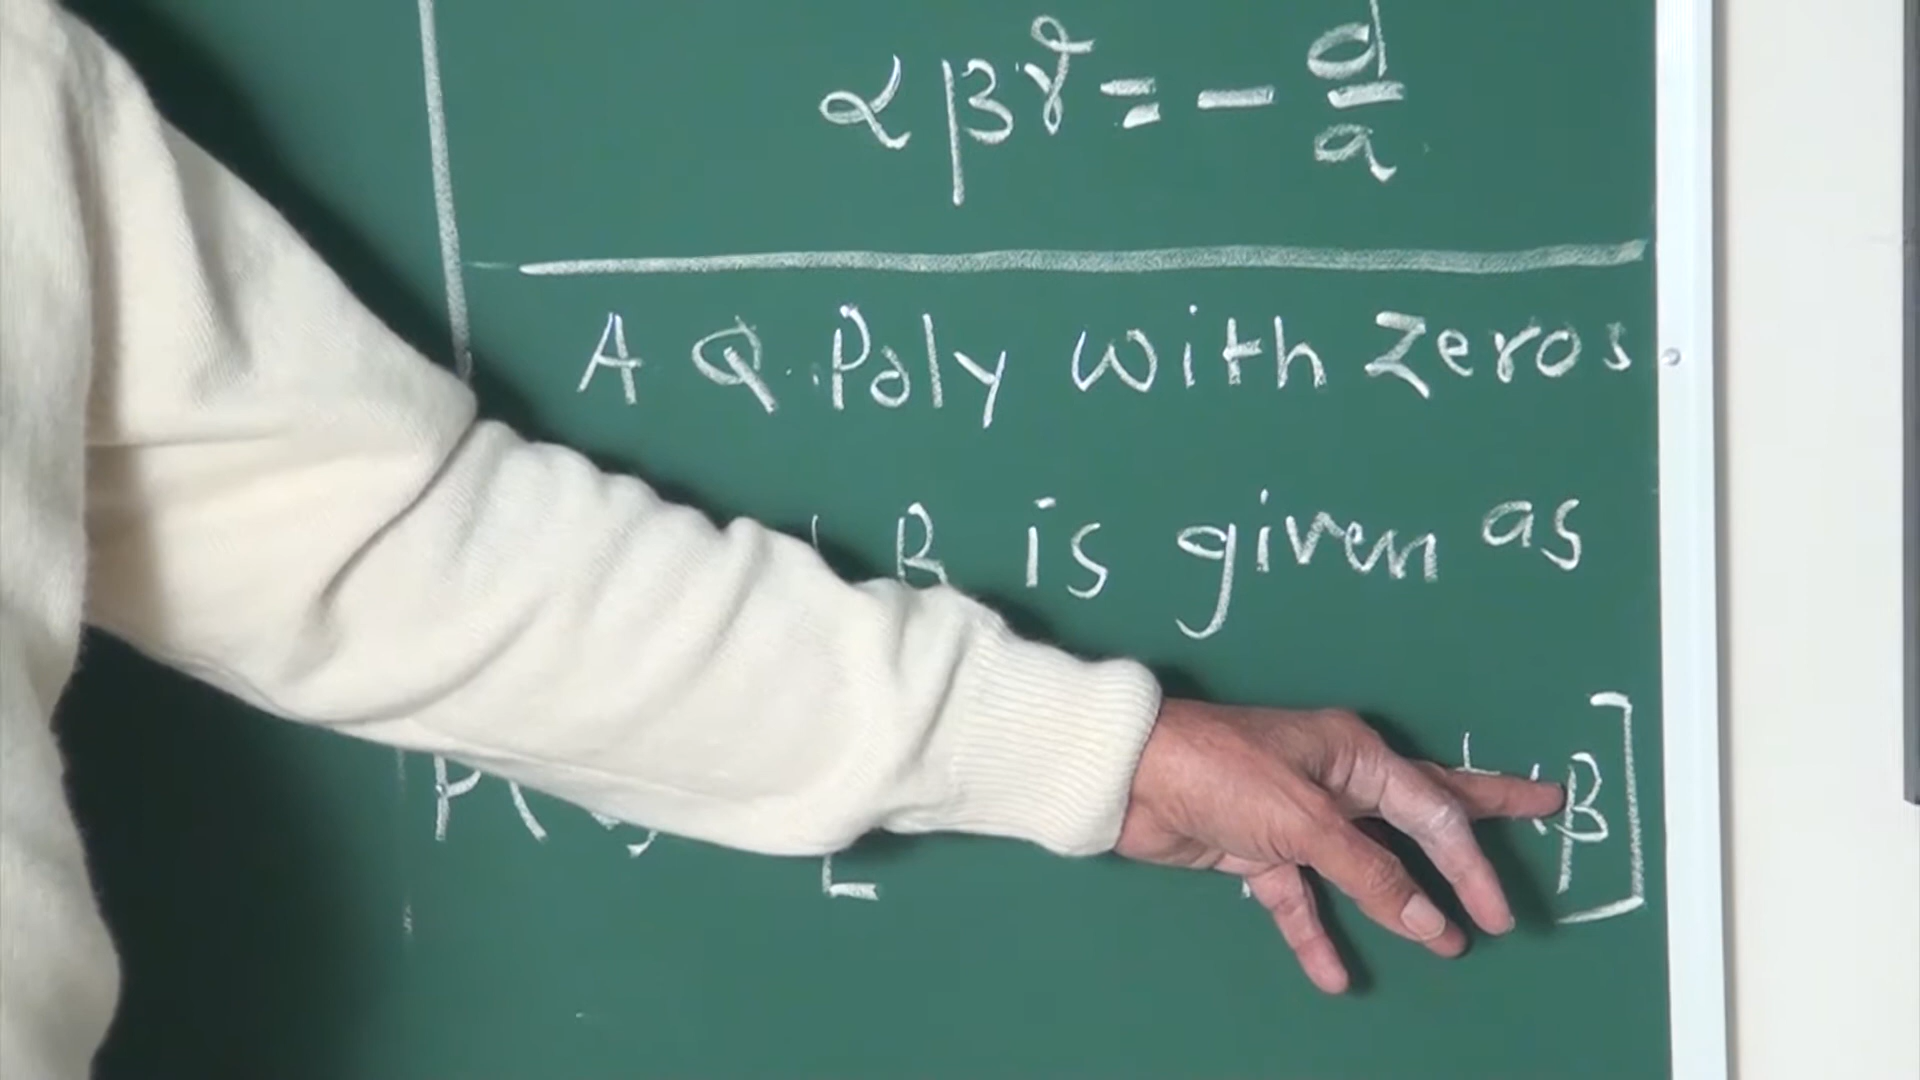 αβγ = - d/a
A Q. Poly with zeros
β is given as
β]